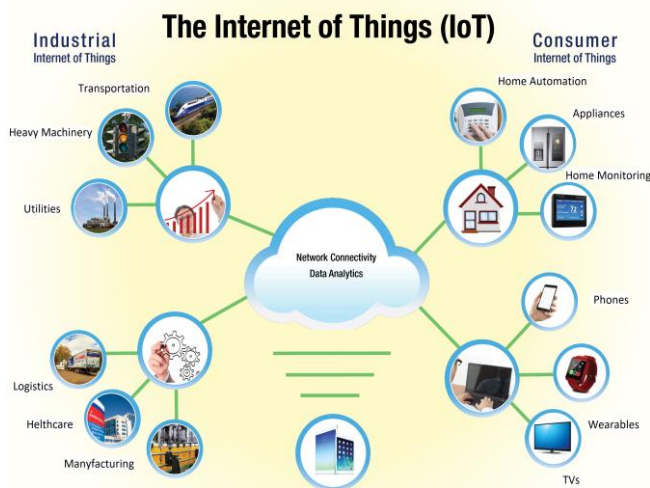 The Internet of Things (IoT)
Industrial
Internet of Things
Consumer
Internet of Things
Transportation
Heavy Machinery
Utilities
Home Automation
Appliances
Home Monitoring
72
Network Connectivity
Data Analytics
Logistics
Helthcare
Manyfacturing
Phones
Wearables
TVs